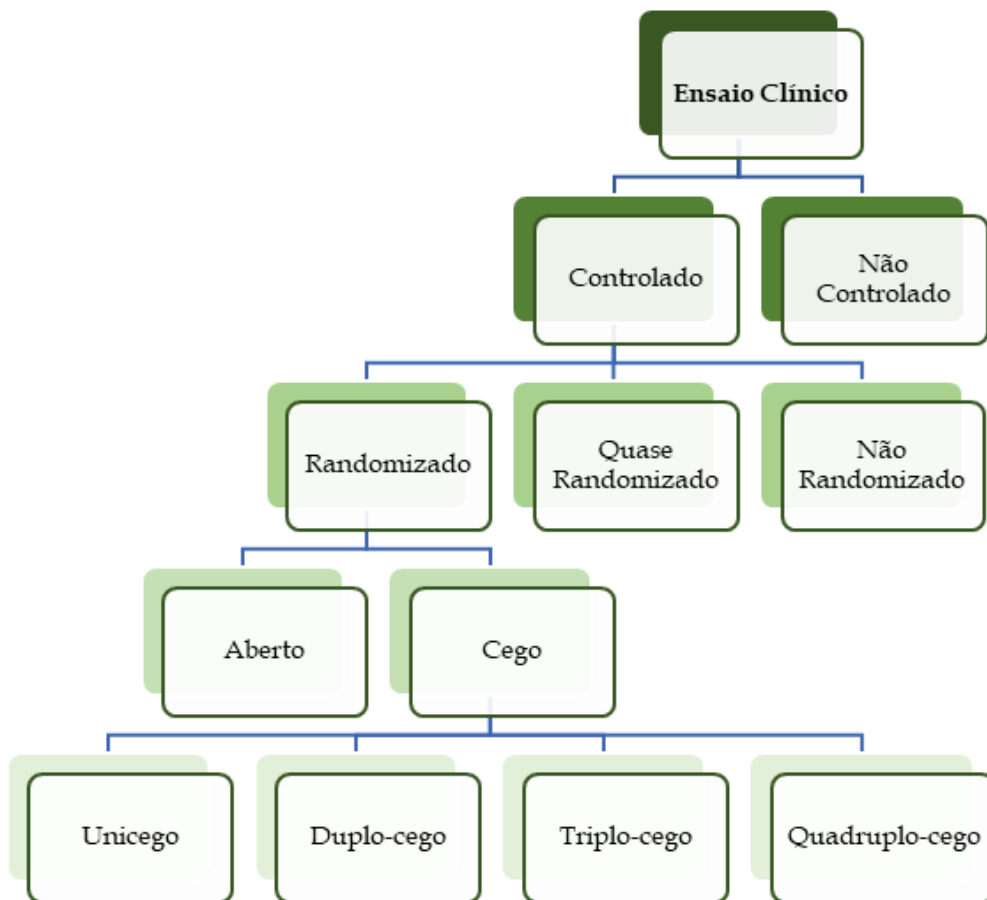 Ensaio Clínico
Controlado
Não
Controlado
Randomizado
Quase
Randomizado
Não
Randomizado
Aberto
Cego
Unicego
Duplo-cego
Triplo-cego
Quadruplo-cego